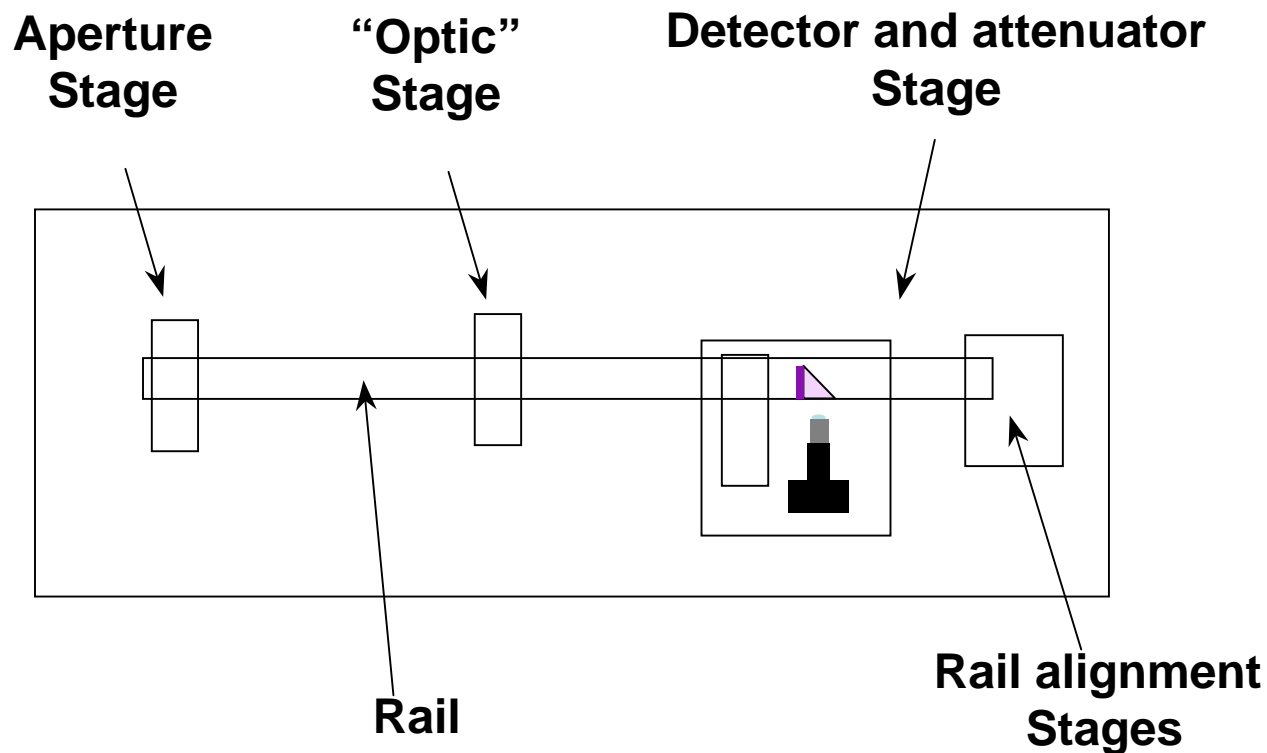 Aperture
Stage
“Optic”
Stage
Detector and attenuator
Stage
Rail
Rail alignment
Stages